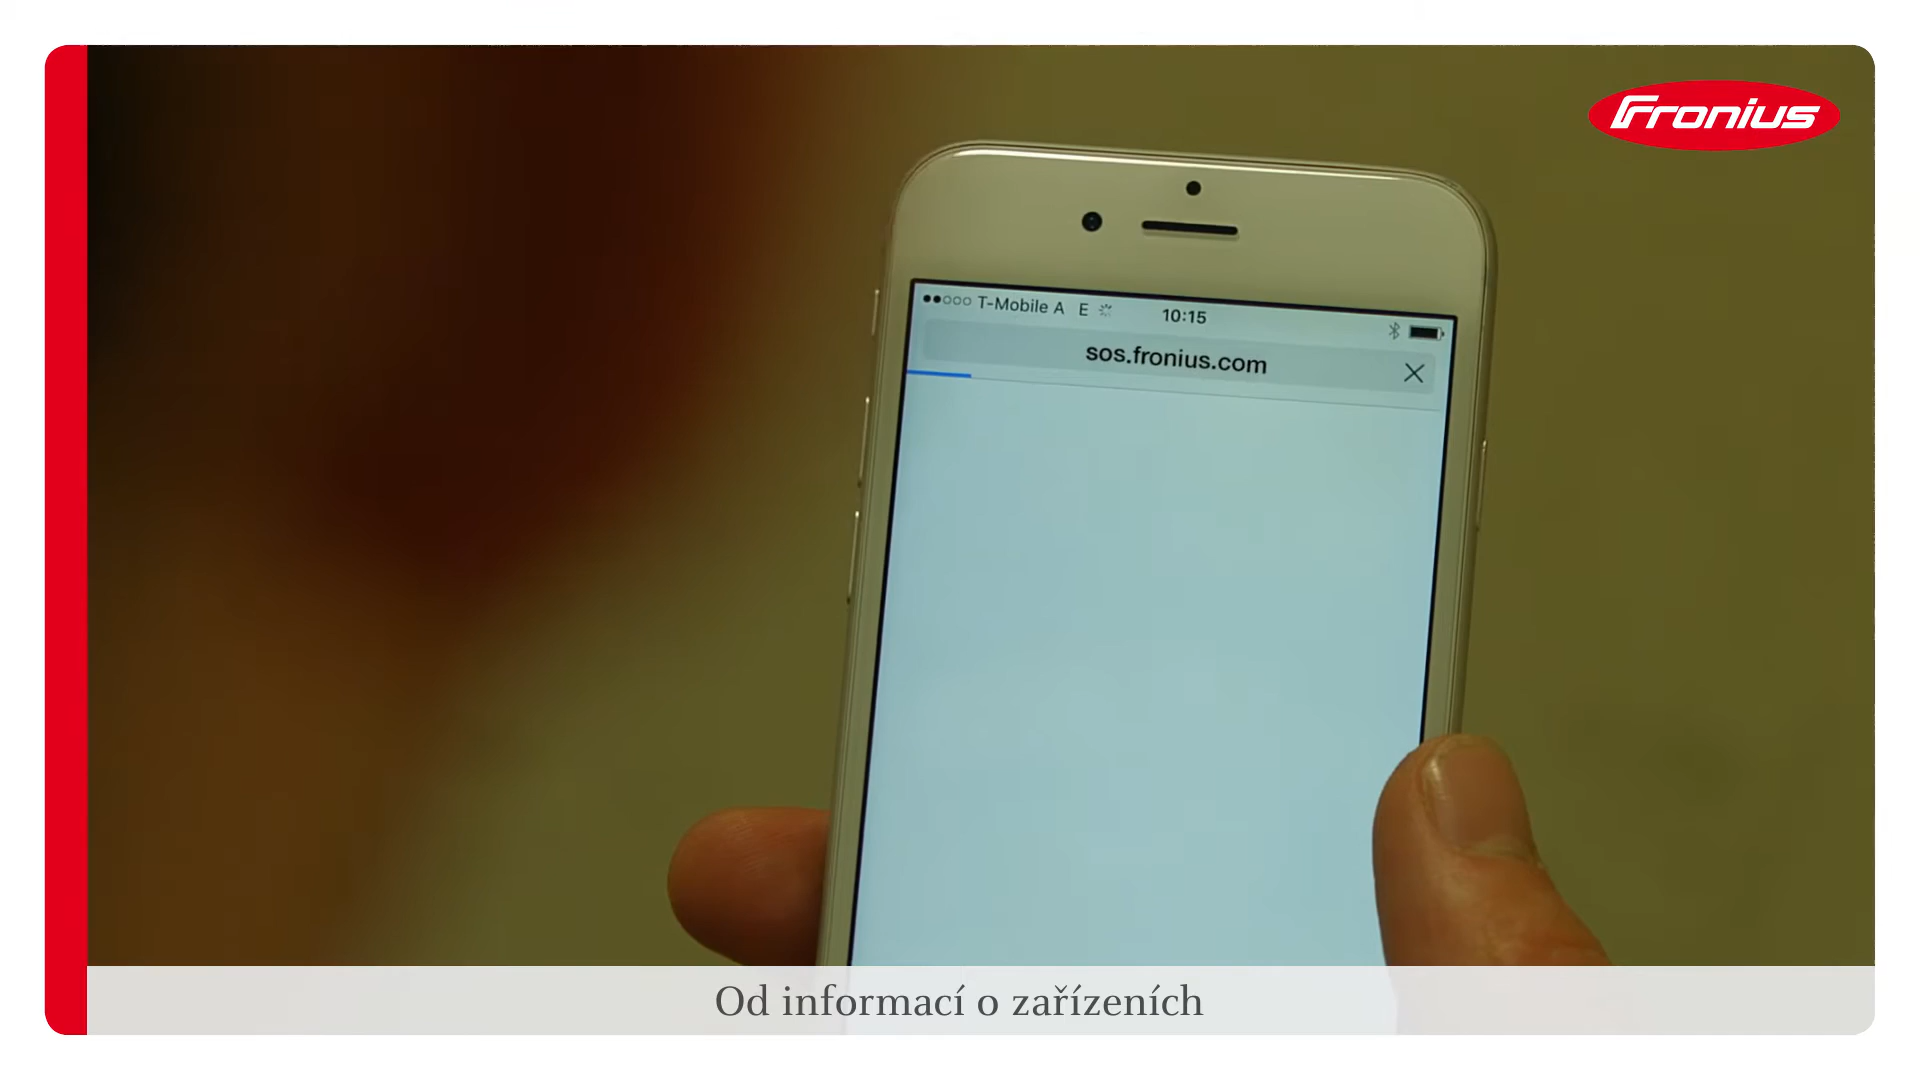 Fronius
T-Mobile A E 10:15
sos.fronius.com
Od informací o zařízeních